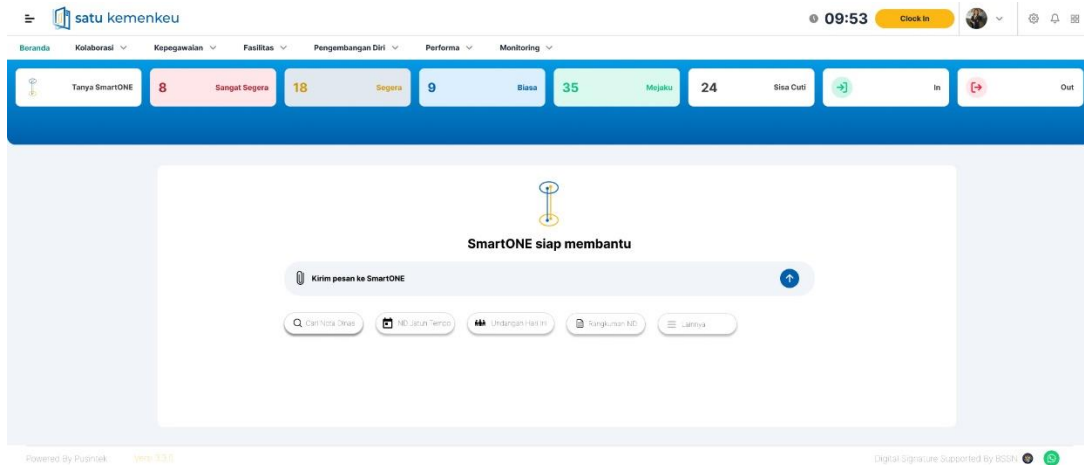 satu kemenkeu
09:53
Clock In
Beranda
Kolaborasi
Kepegawaian
Fasilitas
Pengembangan Diri
Performa
Monitoring
Tanya SmartONE
8 Sangat Segera
18 Segera
9 Biasa
35 Mejaku
24 Sisa Cuti
In
Out
SmartONE siap membantu
Kirim pesan ke SmartONE
Cari Nota Dinas
ND Jatuh Tempo
Undangan Hari Ini
Rangkuman ND
Lainnya
Powered By Pusintek
Digital Signature Supported By BSSN